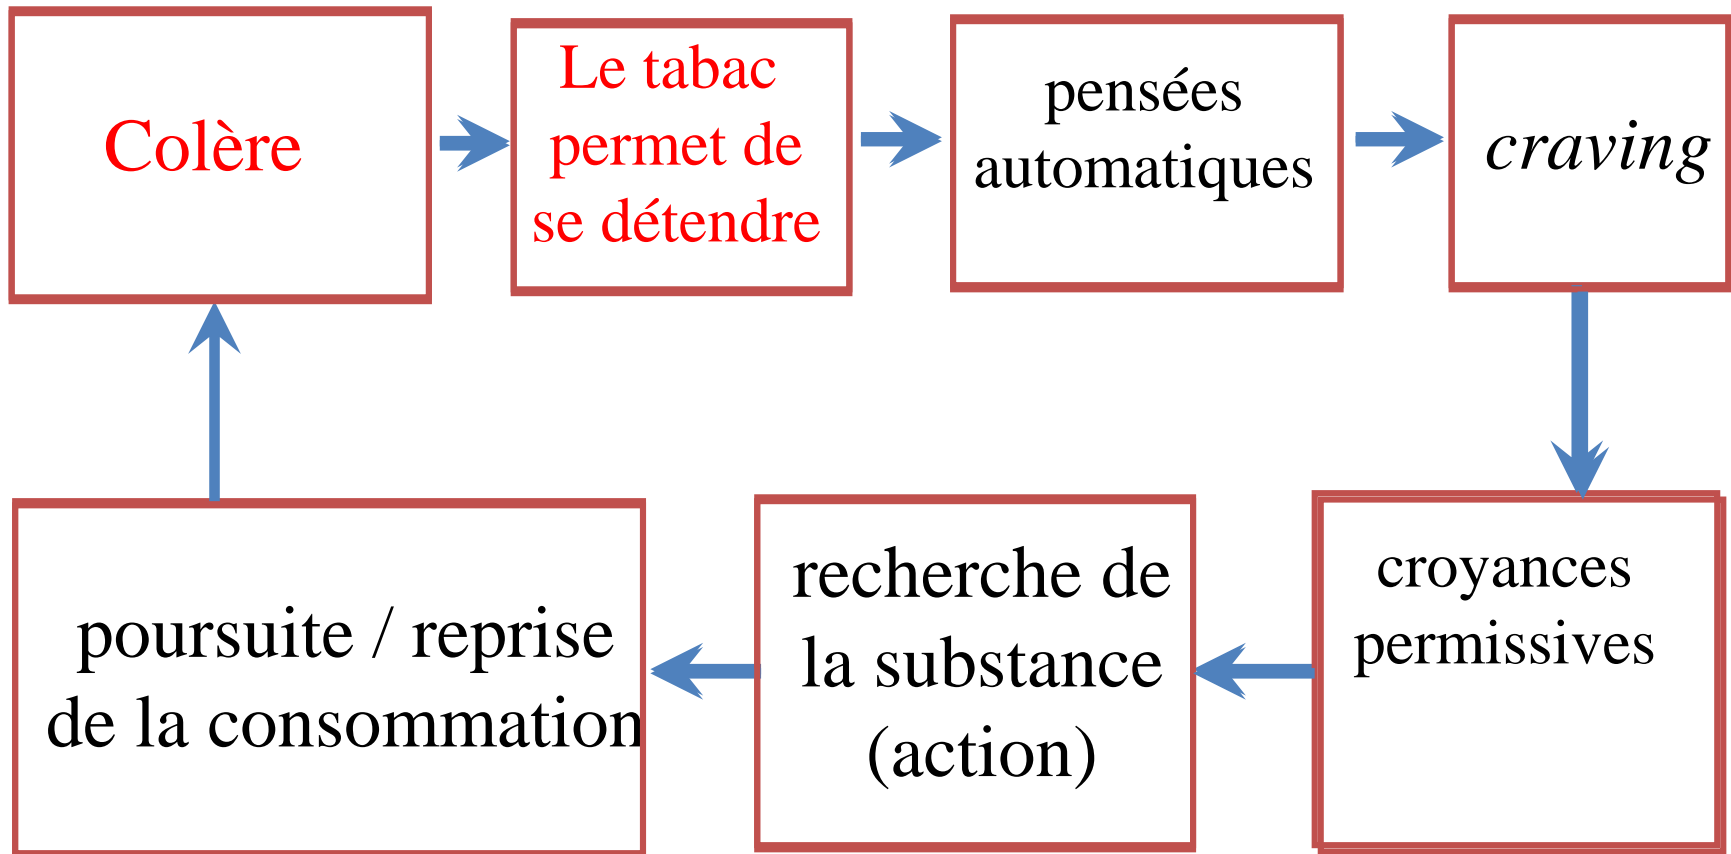 Colère
Le tabac
permet de
se détendre
pensées
automatiques
craving
croyances
permissives
recherche de
la substance
(action)
poursuite / reprise
de la consommation